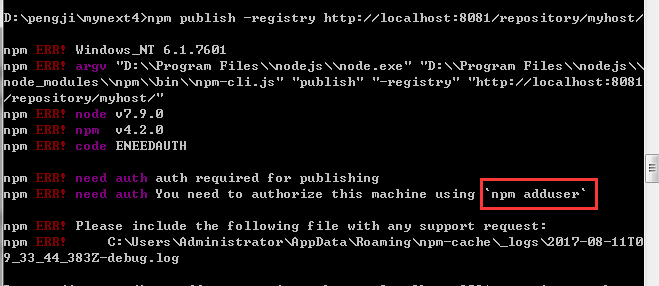 D:\pengji\mynext4>npm publish -registry http://localhost:8081/repository/myhost/
npm ERR! Windows_NT 6.1.7601
npm ERR! argv "D:\\Program Files\\nodejs\\node.exe" "D:\\Program Files\\nodejs\\
node_modules\\npm\\bin\\npm-cli.js" "publish" "-registry" "http://localhost:8081
/repository/myhost/"
npm ERR! node v7.9.0
npm ERR! npm  v4.2.0
npm ERR! code ENEEDAUTH
npm ERR! need auth auth required for publishing
npm ERR! need auth You need to authorize this machine using `npm adduser`
npm ERR! Please include the following file with any support request:
npm ERR!     C:\Users\Administrator\AppData\Roaming\npm-cache\_logs\2017-08-11T0
9_33_44_383Z-debug.log